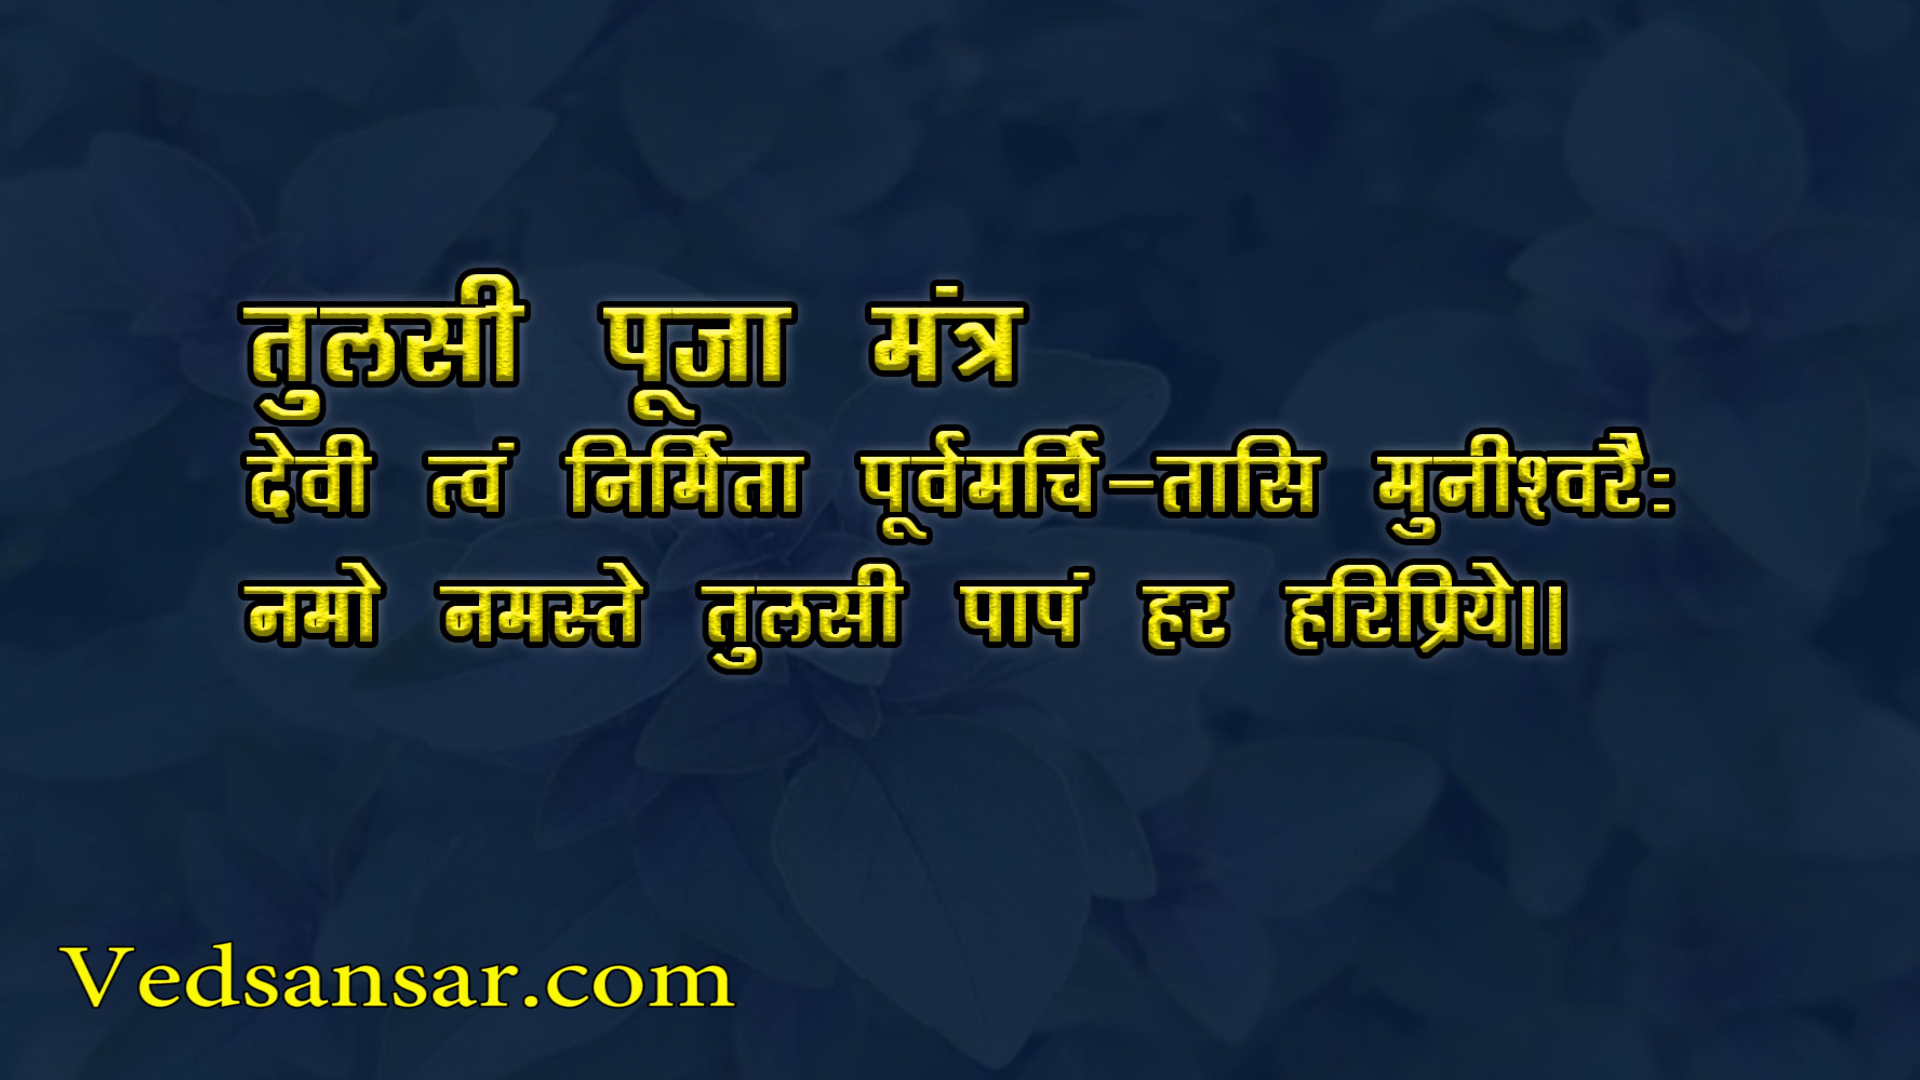 तुलसी पूजा मंत्र
देवी त्वं निर्मिता पूर्वमर्चि-तासि मुनीश्वरै:
नमो नमस्ते तुलसी पापं हर हरिप्रिये।।
Vedsansar.com